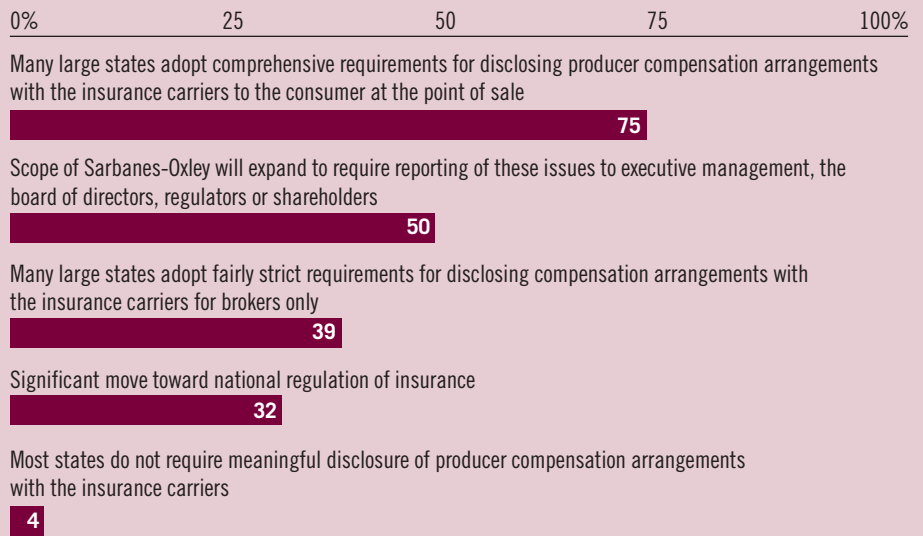 0% 25 50 75 100%
Many large states adopt comprehensive requirements for disclosing producer compensation arrangements
with the insurance carriers to the consumer at the point of sale
75
Scope of Sarbanes-Oxley will expand to require reporting of these issues to executive management, the
board of directors, regulators or shareholders
50
Many large states adopt fairly strict requirements for disclosing compensation arrangements with
the insurance carriers for brokers only
39
Significant move toward national regulation of insurance
32
Most states do not require meaningful disclosure of producer compensation arrangements
with the insurance carriers
4